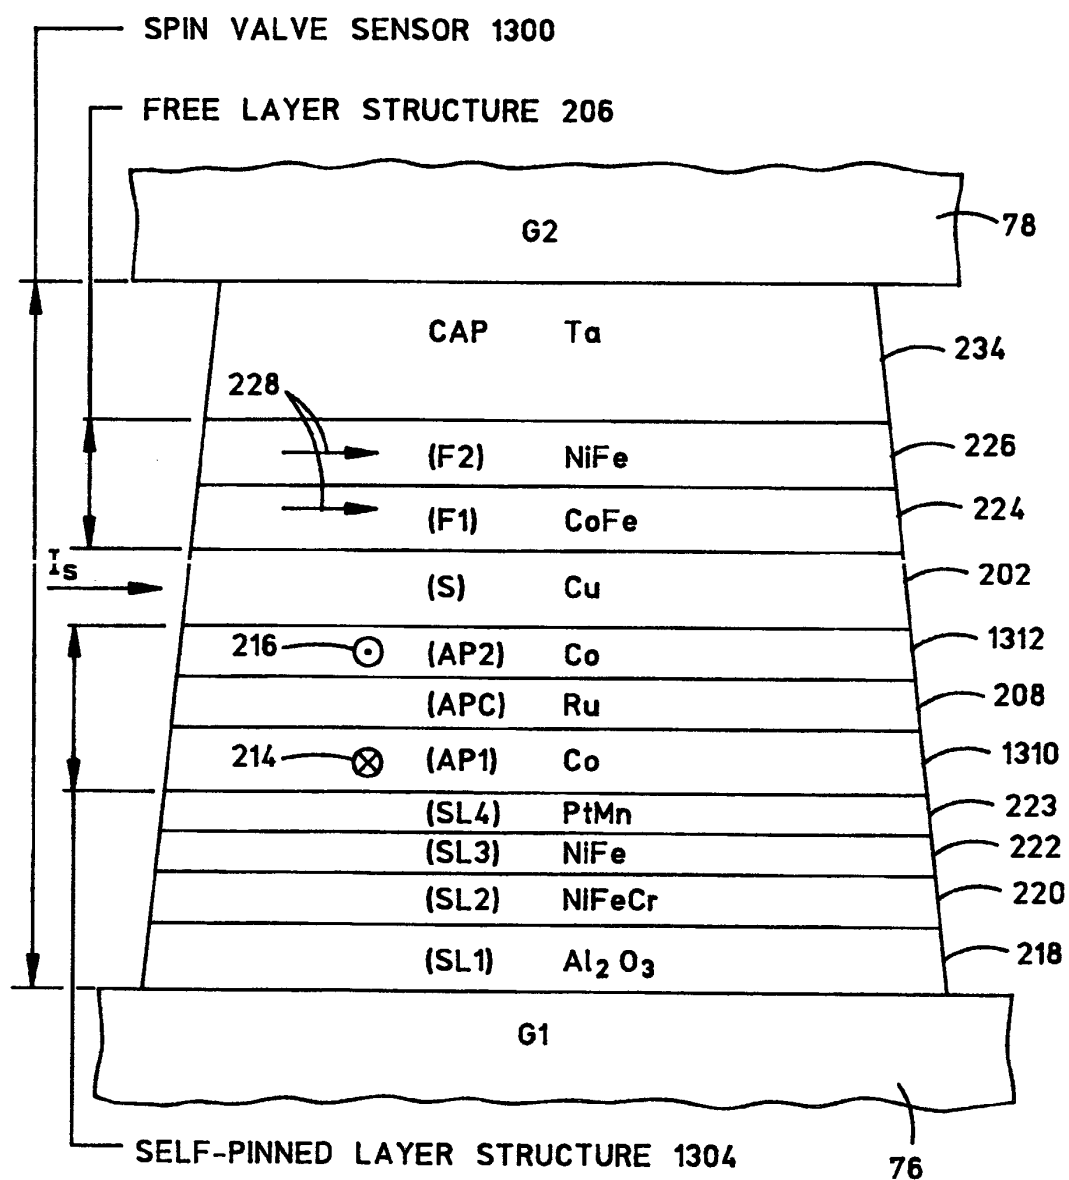 SPIN VALVE SENSOR 1300
FREE LAYER STRUCTURE 206
G2
78
CAP Ta
234
228
(F2) NiFe
226
(F1) CoFe
224
Is
(S) Cu
202
216
(AP2) Co
1312
(APC) Ru
208
214
(AP1) Co
1310
(SL4) PtMn
223
(SL3) NiFe
222
(SL2) NiFeCr
220
(SL1) Al2O3
218
G1
SELF-PINNED LAYER STRUCTURE 1304
76